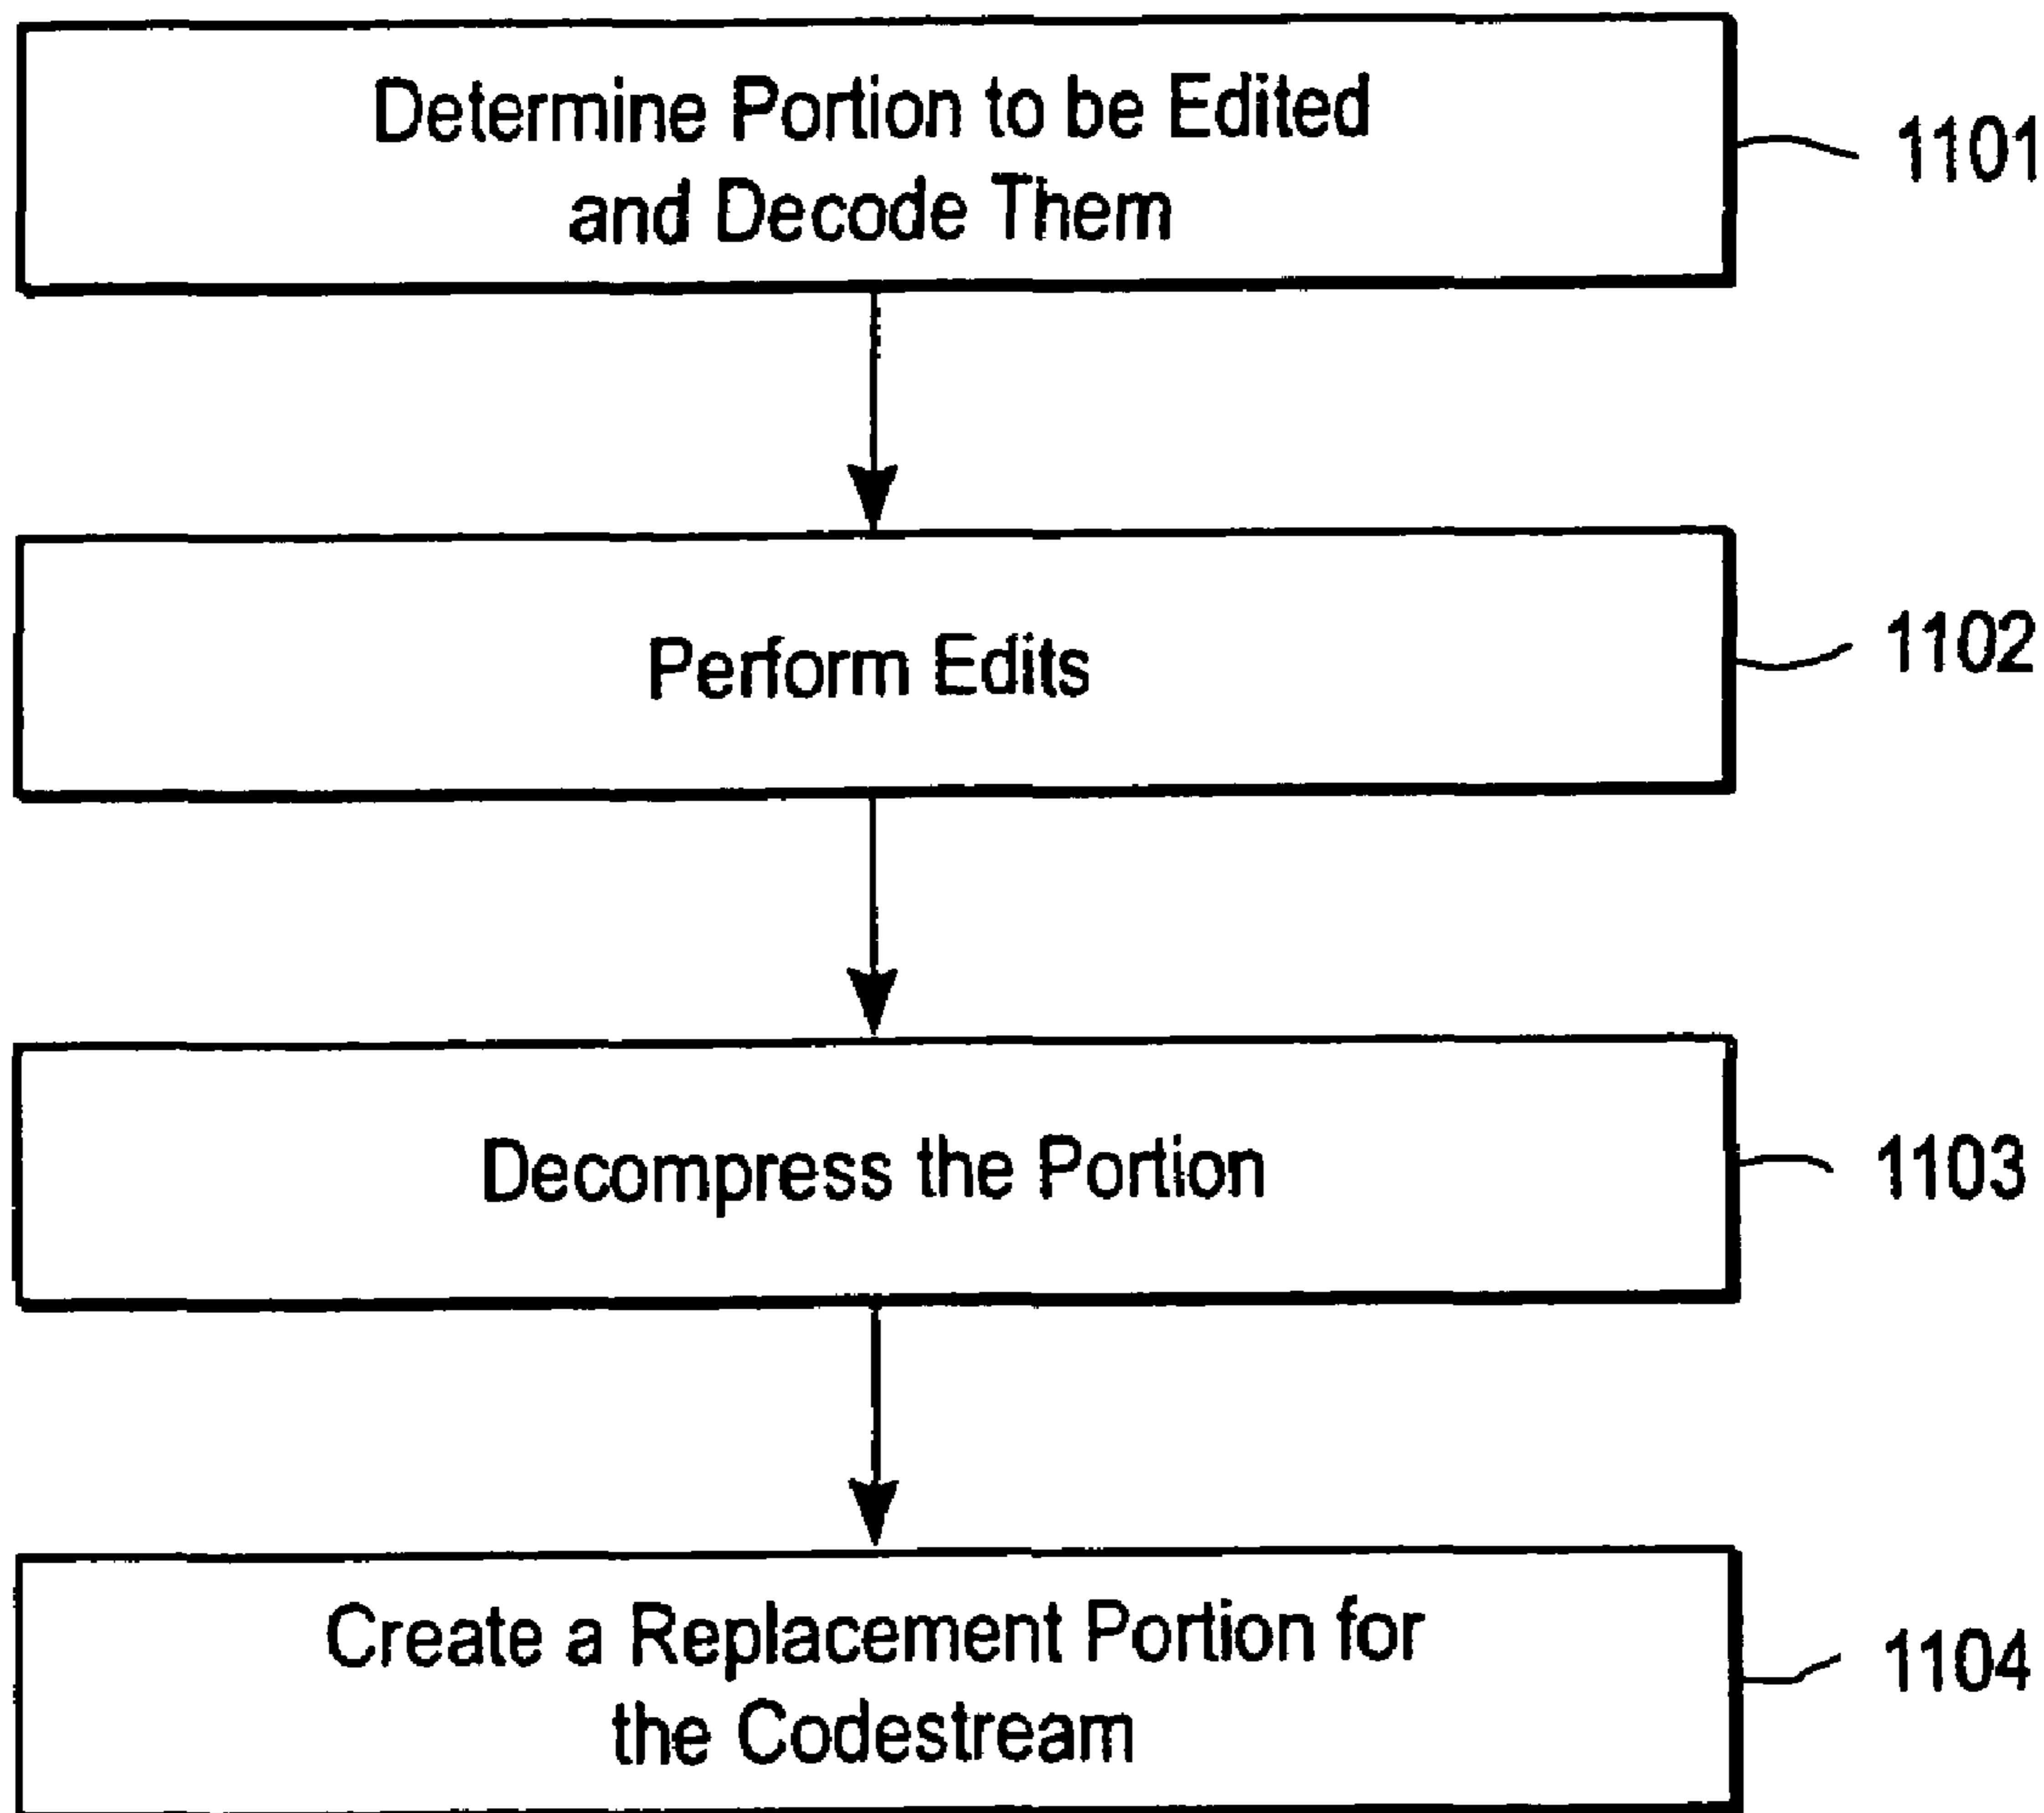 Determine Portion to be Edited
and Decode Them
1101
Perform Edits
1102
Decompress the Portion
1103
Create a Replacement Portion for
the Codestream
1104